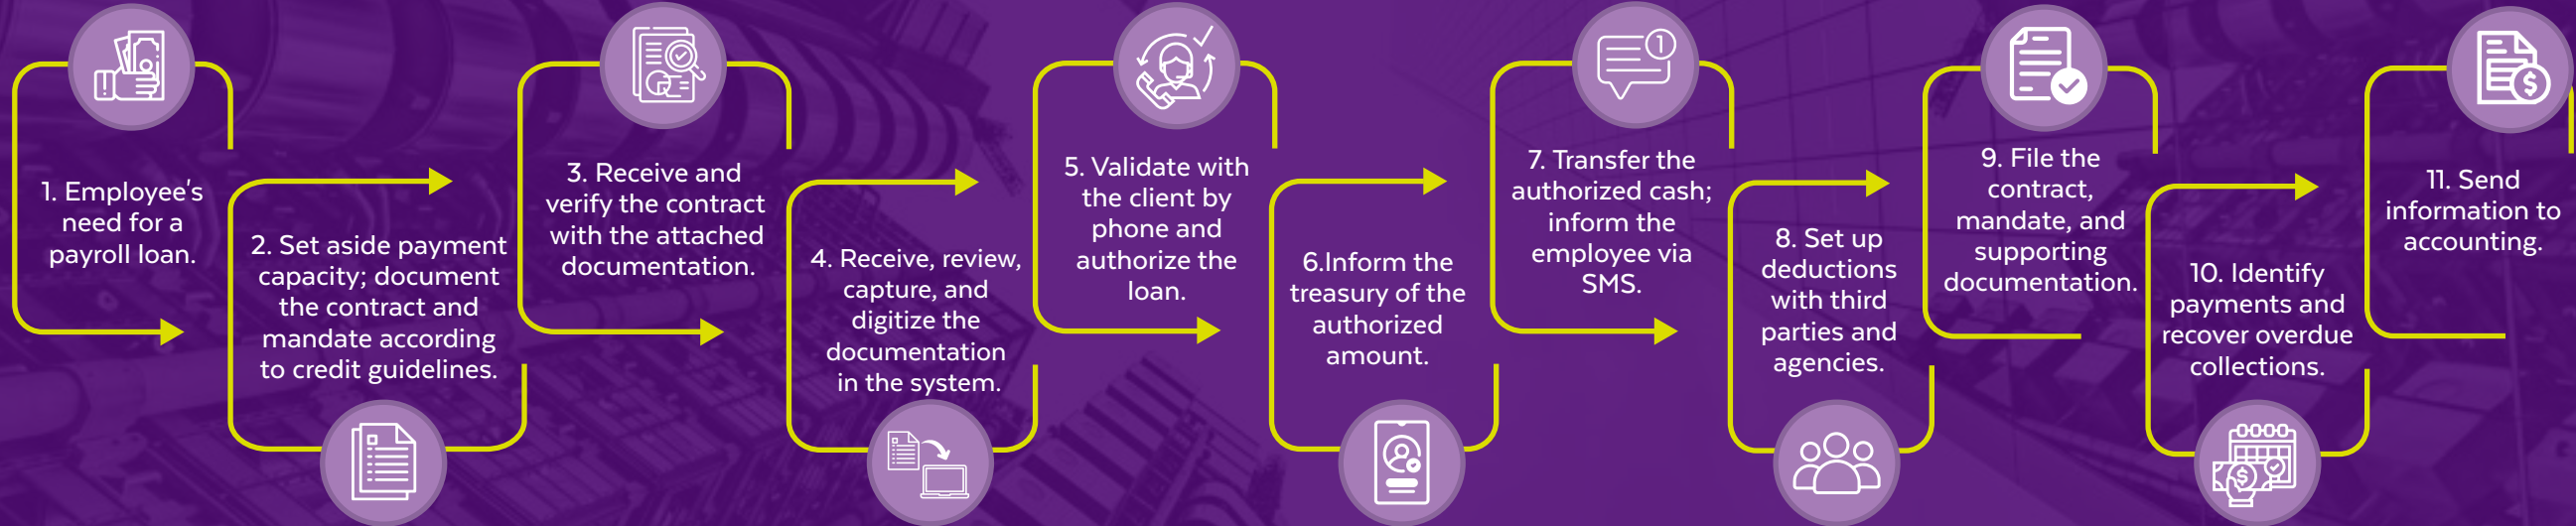 1. Employee's
need for a
payroll loan.
2. Set aside payment
capacity; document
the contract and
mandate according
to credit guidelines.
3. Receive and
verify the contract
with the attached
documentation.
4. Receive, review,
capture, and
digitize the
documentation
in the system.
5. Validate with
the client by
phone and
authorize the
loan.
6.Inform the
treasury of the
authorized
amount.
7. Transfer the
authorized cash;
inform the
employee via
SMS.
1
8. Set up
deductions
with third
parties and
agencies.
9. File the
contract,
mandate, and
supporting
documentation.
10. Identify
payments and
recover overdue
collections.
$
11. Send
information to
accounting.
$